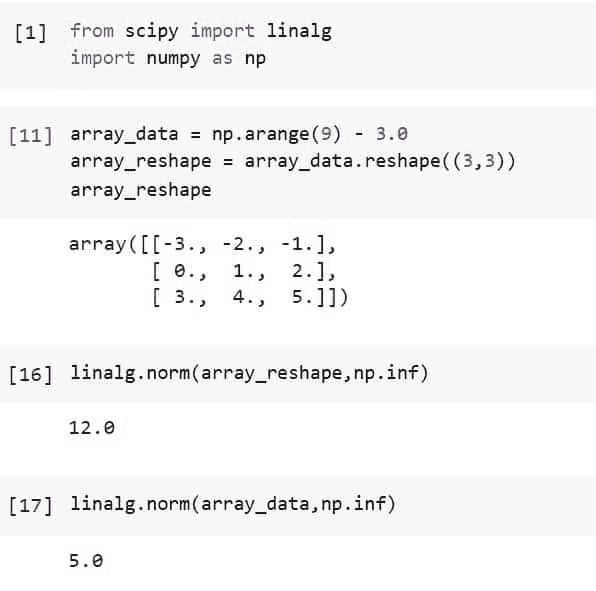 [1] from scipy import linalg
import numpy as np
[11] array_data = np.arange(9) - 3.0
array_reshape = array_data.reshape((3,3))
array_reshape
array([[-3., -2., -1.],
[ 0., 1., 2.],
[ 3., 4., 5.]])
[16] linalg.norm(array_reshape,np.inf)
12.0
[17] linalg.norm(array_data,np.inf)
5.0